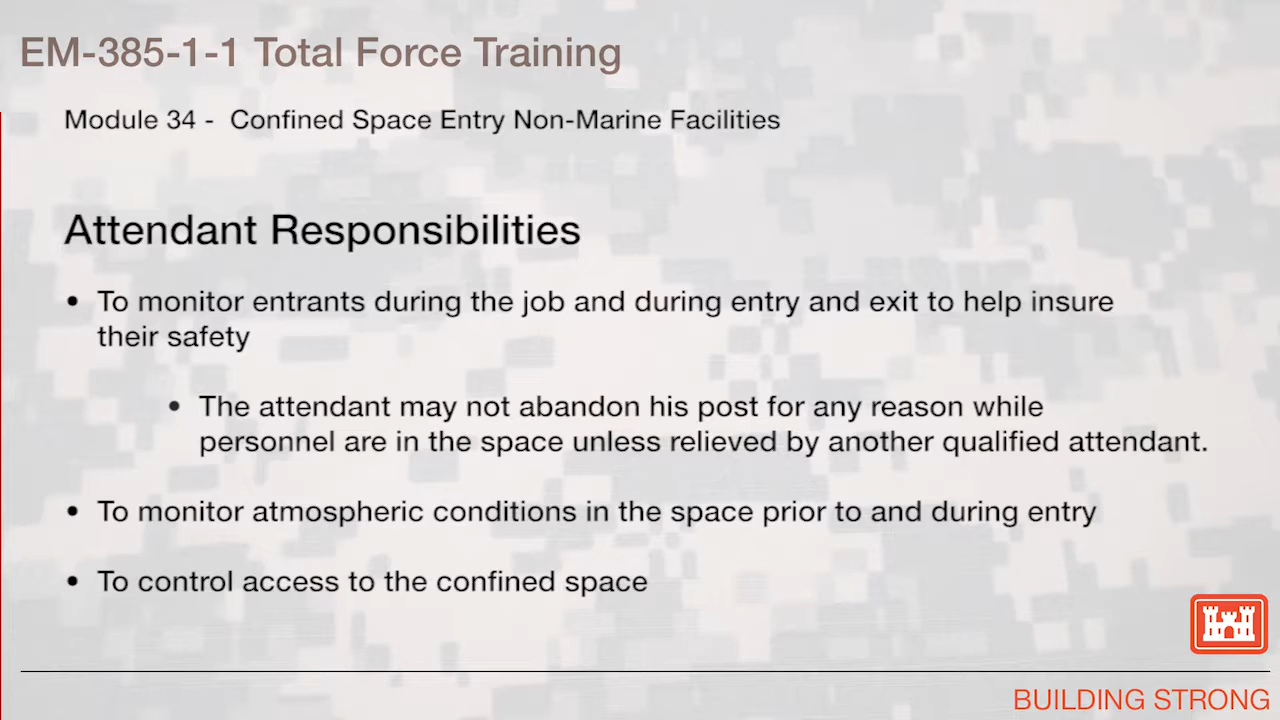 EM-385-1-1 Total Force Training
Module 34 - Confined Space Entry Non-Marine Facilities
Attendant Responsibilities
• To monitor entrants during the job and during entry and exit to help insure
their safety
• The attendant may not abandon his post for any reason while
personnel are in the space unless relieved by another qualified attendant.
• To monitor atmospheric conditions in the space prior to and during entry
• To control access to the confined space
BUILDING STRONG